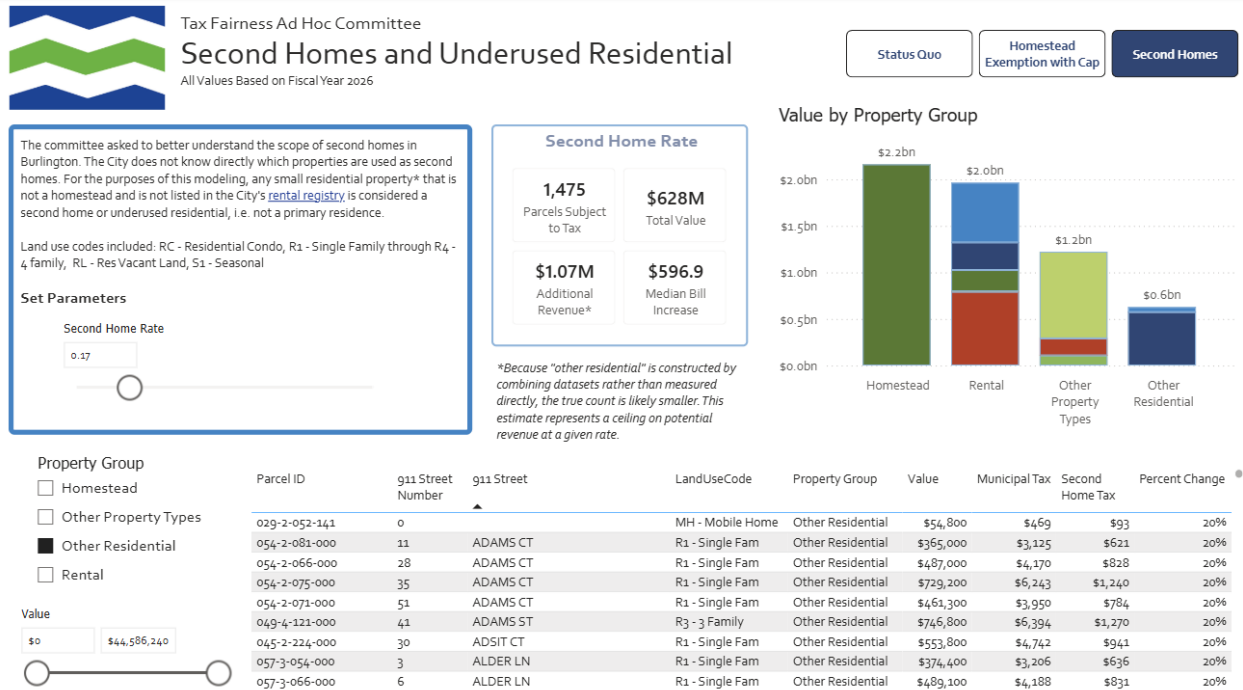 Tax Fairness Ad Hoc Committee
Second Homes and Underused Residential
All Values Based on Fiscal Year 2026
Status Quo
Homestead
Exemption with Cap
Second Homes
The committee asked to better understand the scope of second homes in
Burlington. The City does not know directly which properties are used as second
homes. For the purposes of this modeling, any small residential property* that is
not a homestead and is not listed in the City's rental registry is considered a
second home or underused residential, i.e. not a primary residence.
Land use codes included: RC - Residential Condo, R1 - Single Family through R4 -
4 family, RL - Res Vacant Land, S1 - Seasonal
Set Parameters
Second Home Rate
0.17
Second Home Rate
1,475
Parcels Subject
to Tax
$628M
Total Value
$1.07M
Additional
Revenue*
$596.9
Median Bill
Increase
*Because "other residential" is constructed by
combining datasets rather than measured
directly, the true count is likely smaller. This
estimate represents a ceiling on potential
revenue at a given rate.
Value by Property Group
$2.2bn
$2.0bn
$1.2bn
$0.6bn
$2.0bn
$1.5bn
$1.0bn
$0.5bn
$0.0bn
Homestead
Rental
Other
Property
Types
Other
Residential
Property Group
Homestead
Other Property Types
Other Residential
Rental
Value
$0 $44,586,240
Parcel ID 911 Street Number 911 Street LandUseCode Property Group Value Municipal Tax Second Home Tax Percent Change
029-2-052-141 0 MH - Mobile Home Other Residential $54,800 $469 $93 20%
054-2-081-000 11 ADAMS CT R1 - Single Fam Other Residential $365,000 $3,125 $621 20%
054-2-066-000 28 ADAMS CT R1 - Single Fam Other Residential $487,000 $4,170 $828 20%
054-2-075-000 35 ADAMS CT R1 - Single Fam Other Residential $729,200 $6,243 $1,240 20%
054-2-071-000 51 ADAMS CT R1 - Single Fam Other Residential $461,300 $3,950 $784 20%
049-4-121-000 41 ADAMS ST R3 - 3 Family Other Residential $746,800 $6,394 $1,270 20%
045-2-224-000 30 ADSIT CT R1 - Single Fam Other Residential $553,800 $4,742 $941 20%
057-3-054-000 3 ALDER LN R1 - Single Fam Other Residential $374,400 $3,206 $636 20%
057-3-066-000 6 ALDER LN R1 - Single Fam Other Residential $489,100 $4,188 $831 20%